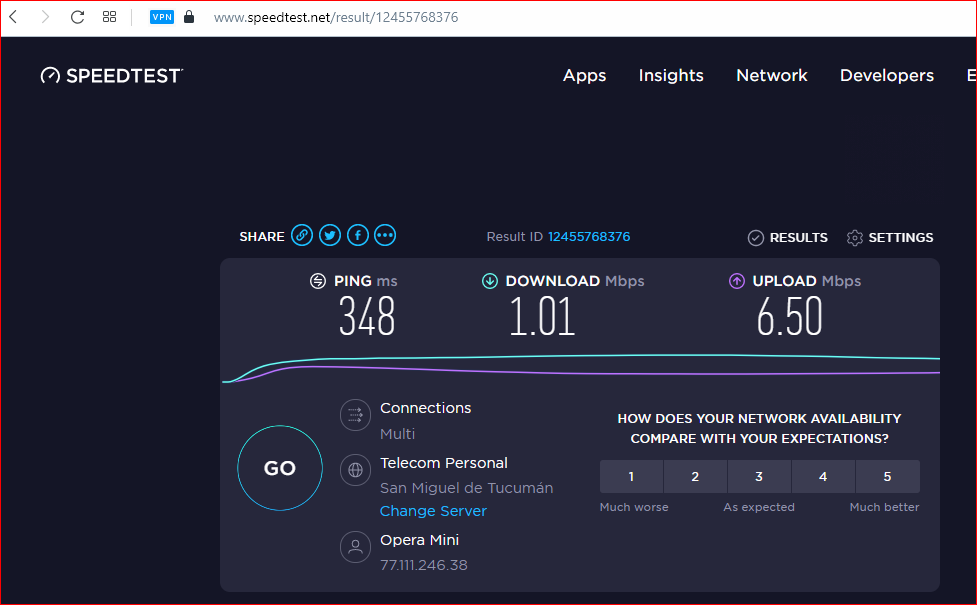 VPN www.speedtest.net/result/12455768376
SPEEDTEST Apps Insights Network Developers E
SHARE Result ID 12455768376 RESULTS SETTINGS
PING ms DOWNLOAD Mbps UPLOAD Mbps
348 1.01 6.50
Connections
Multi
Telecom Personal
San Miguel de Tucumán
Change Server
Opera Mini
77.111.246.38
GO
HOW DOES YOUR NETWORK AVAILABILITY
COMPARE WITH YOUR EXPECTATIONS?
1 2 3 4 5
Much worse As expected Much better